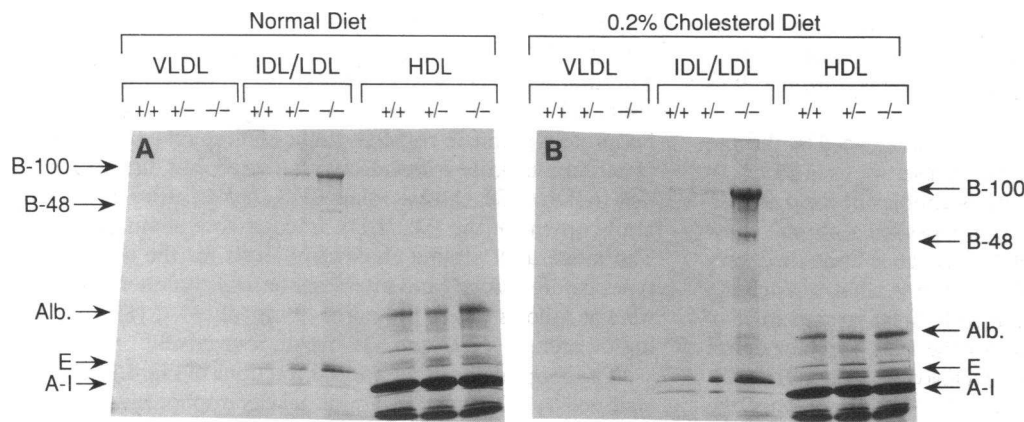 Normal Diet
VLDL IDL/LDL HDL
+/+ +/− −/− +/+ +/− −/− +/+ +/− −/−
A
B-100
B-48
Alb.
E
A-I
0.2% Cholesterol Diet
VLDL IDL/LDL HDL
+/+ +/− −/− +/+ +/− −/− +/+ +/− −/−
B
B-100
B-48
Alb.
E
A-I